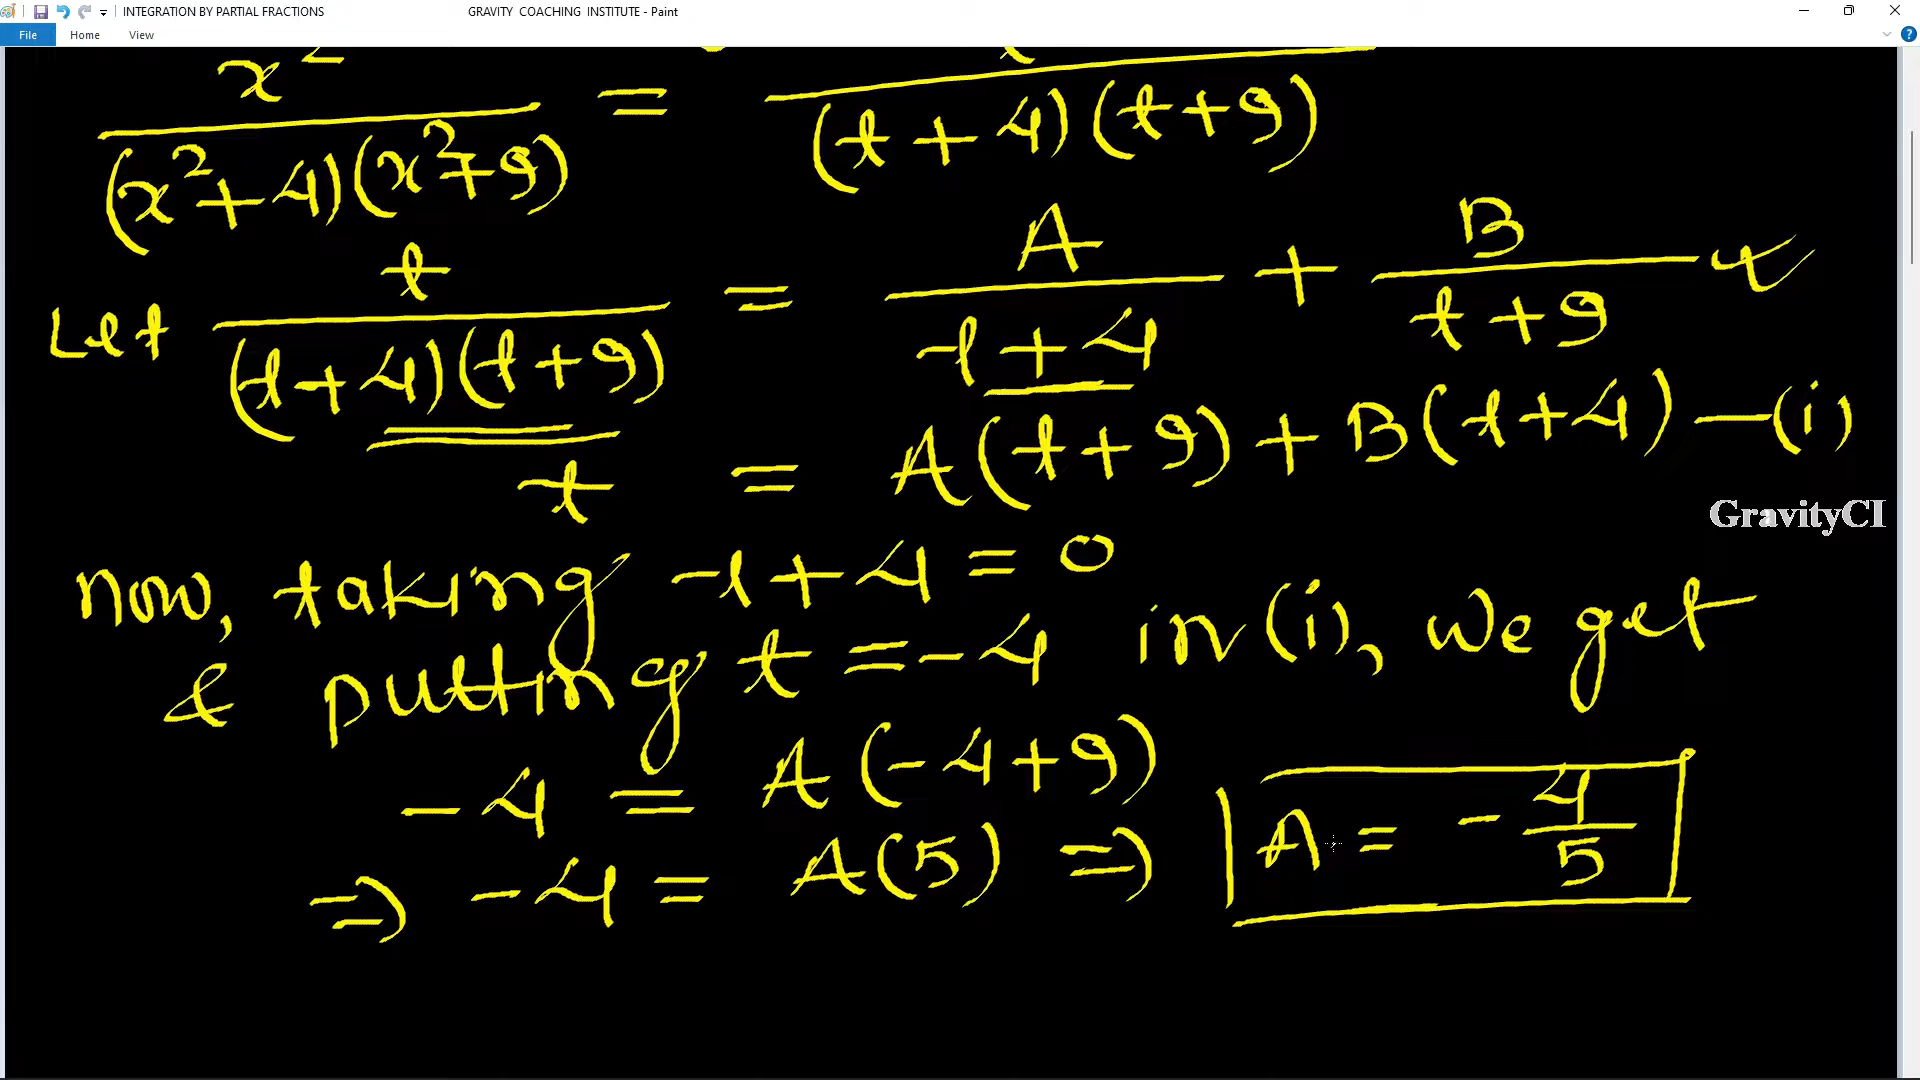 INTEGRATION BY PARTIAL FRACTIONS GRAVITY COACHING INSTITUTE - Paint
File Home View
x²
(x²+4)(x²+9) = (t+4)(t+9)
Let t/((t+4)(t+9)) = A/(t+4) + B/(t+9)
t = A(t+9) + B(t+4) —(i)
GravityCI
Now, taking t+4 = 0
& putting t = -4 in (i), we get
-4 = A(-4+9)
=> -4 = A(5) => A = -4/5